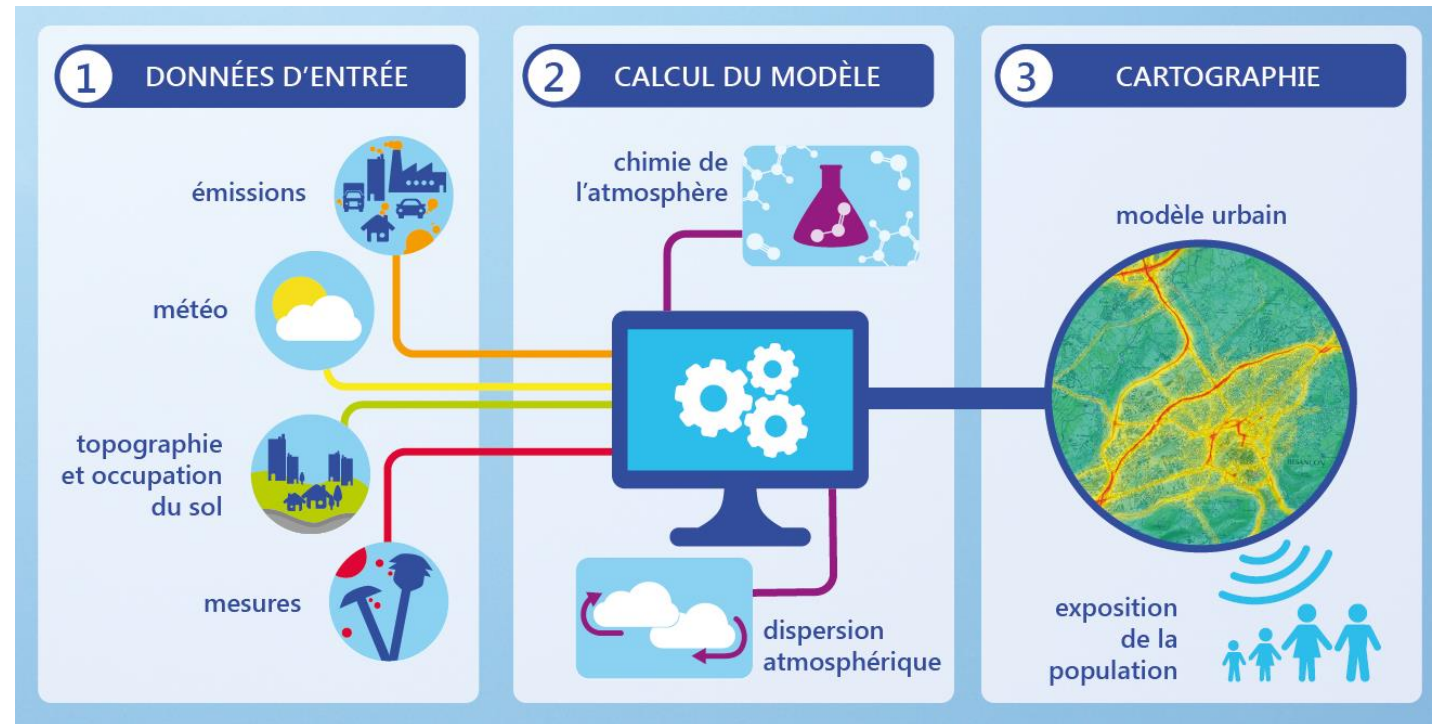 1 DONNÉES D'ENTRÉE
émissions
météo
topographie
et occupation
du sol
mesures
2 CALCUL DU MODÈLE
chimie de
l'atmosphère
dispersion
atmosphérique
3 CARTOGRAPHIE
modèle urbain
BESANÇON
exposition
de la
population